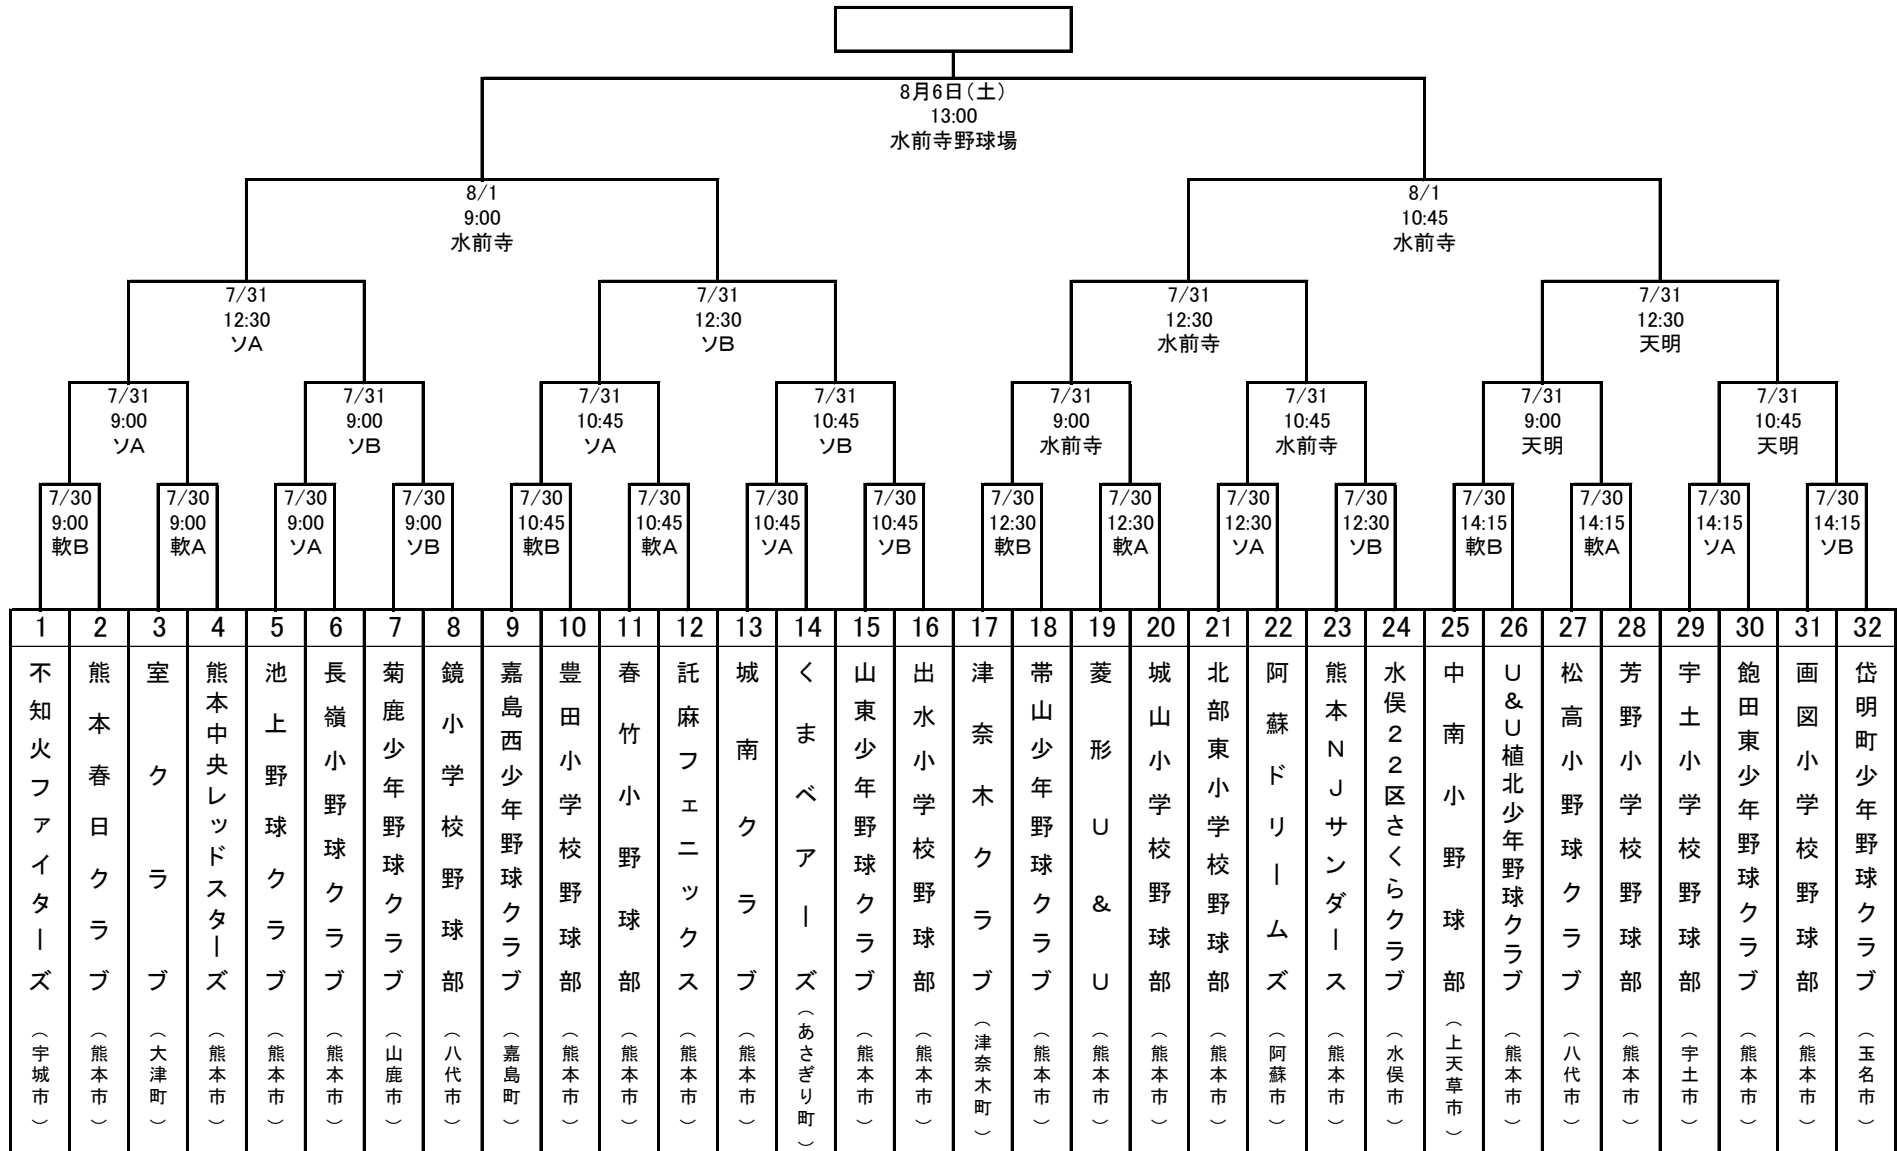 8月6日（土）
13:00
水前寺野球場
8/1
9:00
水前寺
8/1
10:45
水前寺
7/31
12:30
ソA
7/31
12:30
ソB
7/31
12:30
水前寺
7/31
12:30
天明
7/31
9:00
ソA
7/31
9:00
ソB
7/31
10:45
ソA
7/31
10:45
ソB
7/31
9:00
水前寺
7/31
10:45
水前寺
7/31
9:00
天明
7/31
10:45
天明
7/30
9:00
軟B
7/30
9:00
軟A
7/30
9:00
ソA
7/30
9:00
ソB
7/30
10:45
軟B
7/30
10:45
軟A
7/30
10:45
ソA
7/30
10:45
ソB
7/30
12:30
軟B
7/30
12:30
軟A
7/30
12:30
ソA
7/30
12:30
ソB
7/30
14:15
軟B
7/30
14:15
軟A
7/30
14:15
ソA
7/30
14:15
ソB
1
不知火ファイターズ
（宇城市）
2
熊本春日クラブ
（熊本市）
3
室クラブ
（大津町）
4
熊本中央レッドスターズ
（熊本市）
5
池上野球クラブ
（熊本市）
6
長嶺小野球クラブ
（熊本市）
7
菊鹿少年野球クラブ
（山鹿市）
8
鏡小学校野球部
（八代市）
9
嘉島西少年野球クラブ
（嘉島町）
10
豊田小学校野球部
（熊本市）
11
春竹小野球部
（熊本市）
12
託麻フェニックス
（熊本市）
13
城南クラブ
（熊本市）
14
くまベアーズ
（あさぎり町）
15
山東少年野球クラブ
（熊本市）
16
出水小学校野球部
（熊本市）
17
津奈木クラブ
（津奈木町）
18
帯山少年野球クラブ
（熊本市）
19
菱形U&U
（熊本市）
20
城山小学校野球部
（熊本市）
21
北部東小学校野球部
（熊本市）
22
阿蘇ドリームズ
（阿蘇市）
23
熊本NJサンダース
（熊本市）
24
水俣22区さくらクラブ
（水俣市）
25
中南小野球部
（上天草市）
26
U&U植北少年野球クラブ
（熊本市）
27
松高小野球クラブ
（八代市）
28
芳野小学校野球部
（熊本市）
29
宇土小学校野球部
（宇土市）
30
飽田東少年野球クラブ
（熊本市）
31
画図小学校野球部
（熊本市）
32
岱明町少年野球クラブ
（玉名市）